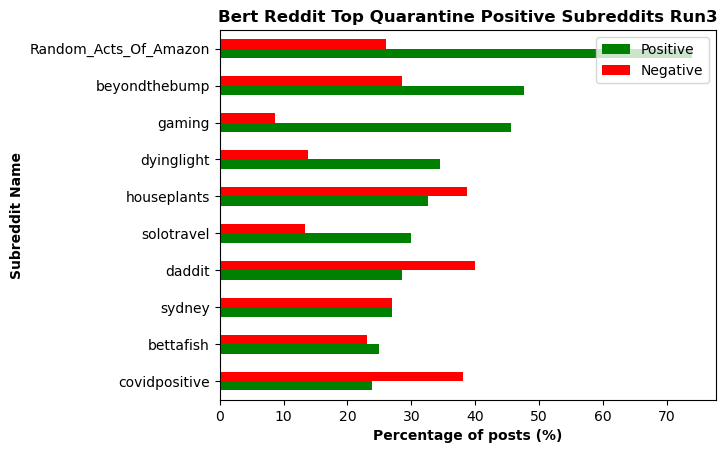 Bert Reddit Top Quarantine Positive Subreddits Run3
Random_Acts_Of_Amazon
beyondthebump
gaming
dyinglight
houseplants
solotravel
daddit
sydney
bettafish
covidpositive
Subreddit Name
Positive
Negative
0 10 20 30 40 50 60 70
Percentage of posts (%)